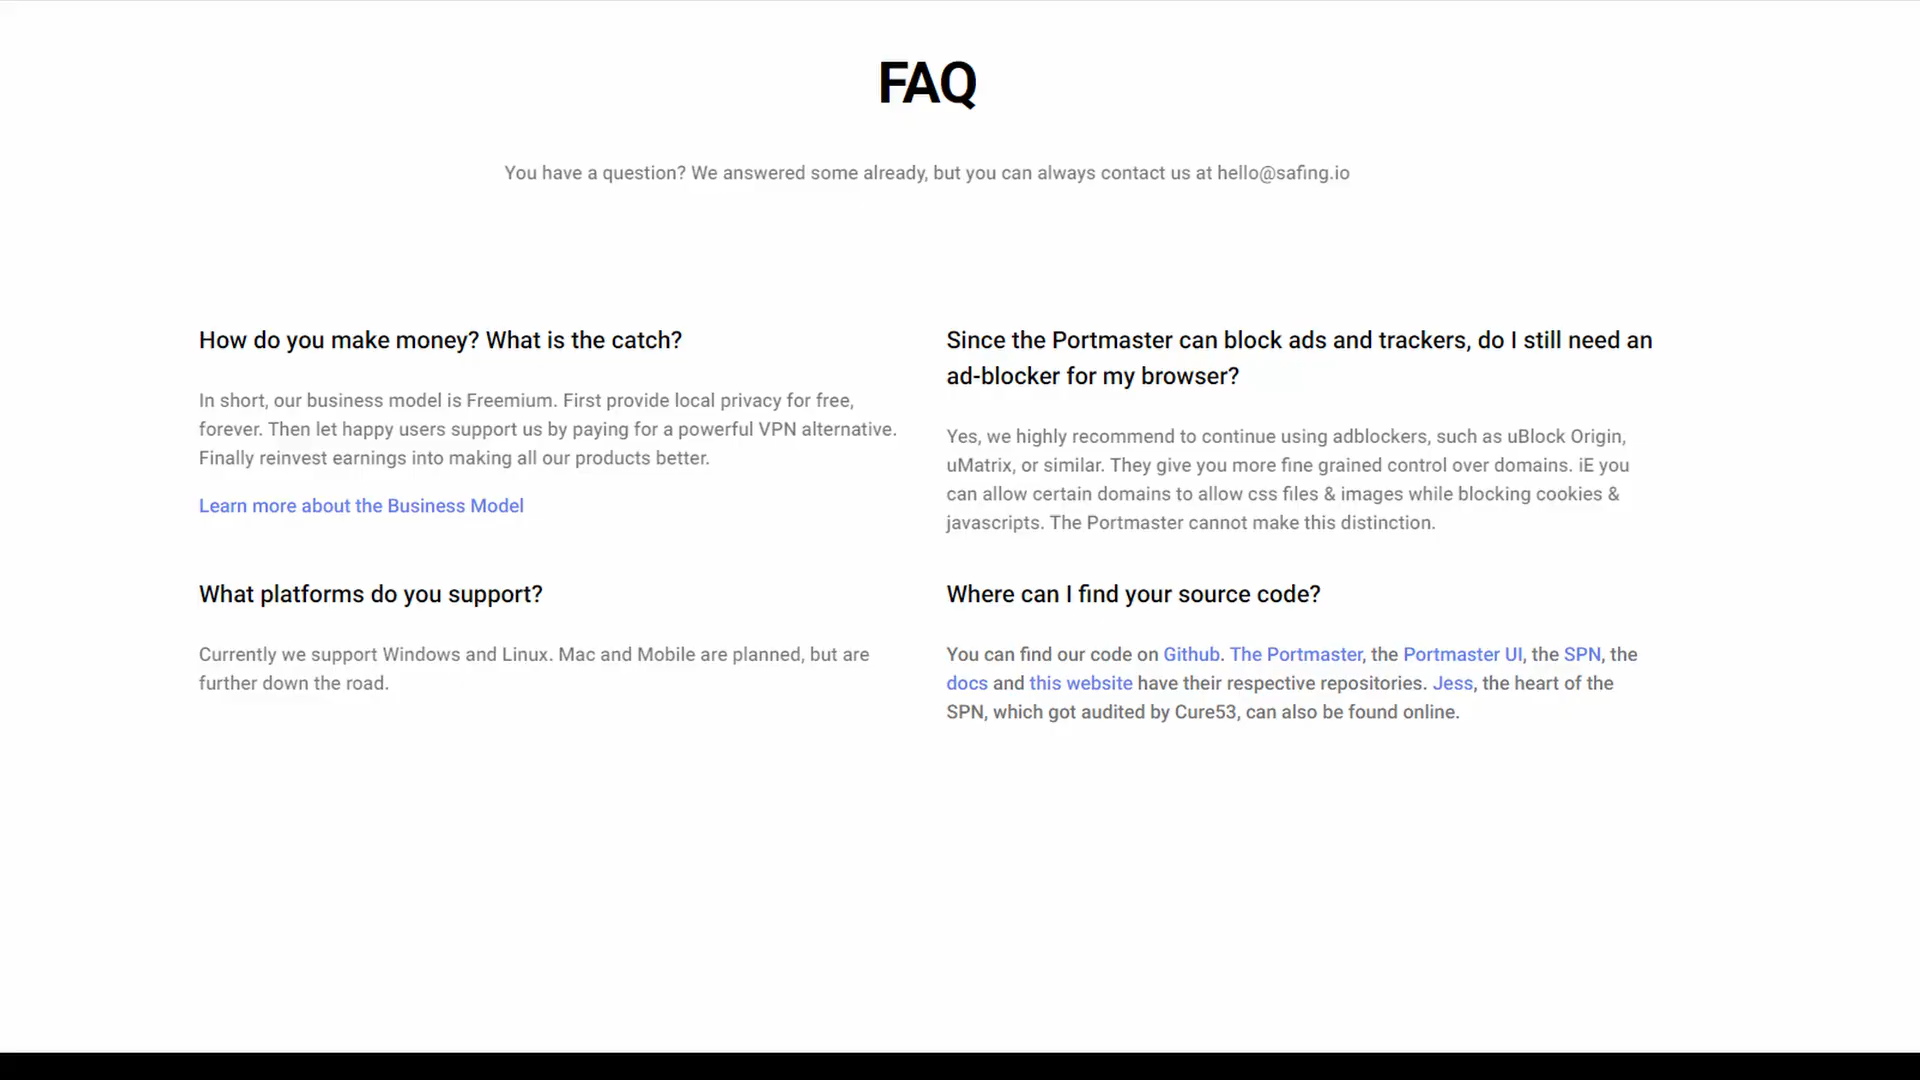 FAQ
You have a question? We answered some already, but you can always contact us at hello@safing.io
How do you make money? What is the catch?
In short, our business model is Freemium. First provide local privacy for free,
forever. Then let happy users support us by paying for a powerful VPN alternative.
Finally reinvest earnings into making all our products better.
Learn more about the Business Model
Since the Portmaster can block ads and trackers, do I still need an
ad-blocker for my browser?
Yes, we highly recommend to continue using adblockers, such as uBlock Origin,
uMatrix, or similar. They give you more fine grained control over domains. iE you
can allow certain domains to allow css files & images while blocking cookies &
javascripts. The Portmaster cannot make this distinction.
What platforms do you support?
Currently we support Windows and Linux. Mac and Mobile are planned, but are
further down the road.
Where can I find your source code?
You can find our code on Github. The Portmaster, the Portmaster UI, the SPN, the
docs and this website have their respective repositories. Jess, the heart of the
SPN, which got audited by Cure53, can also be found online.